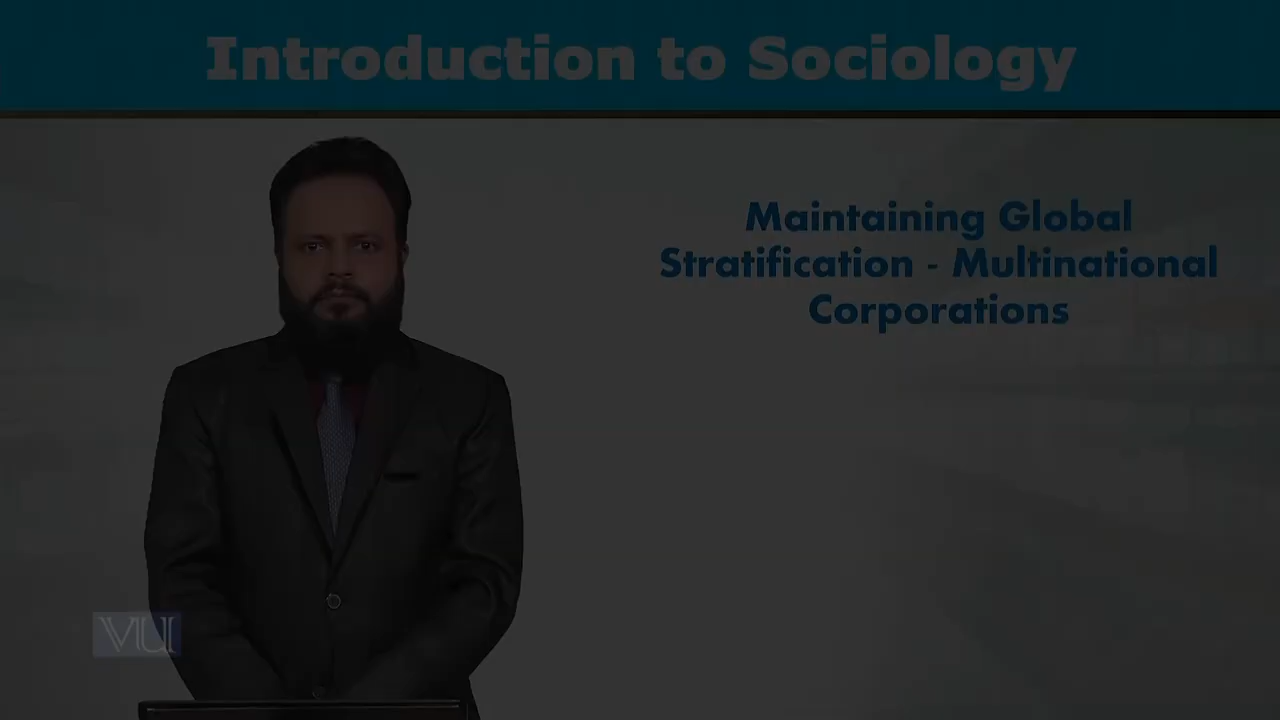 Introduction to Sociology
Maintaining Global
Stratification - Multinational
Corporations
VU